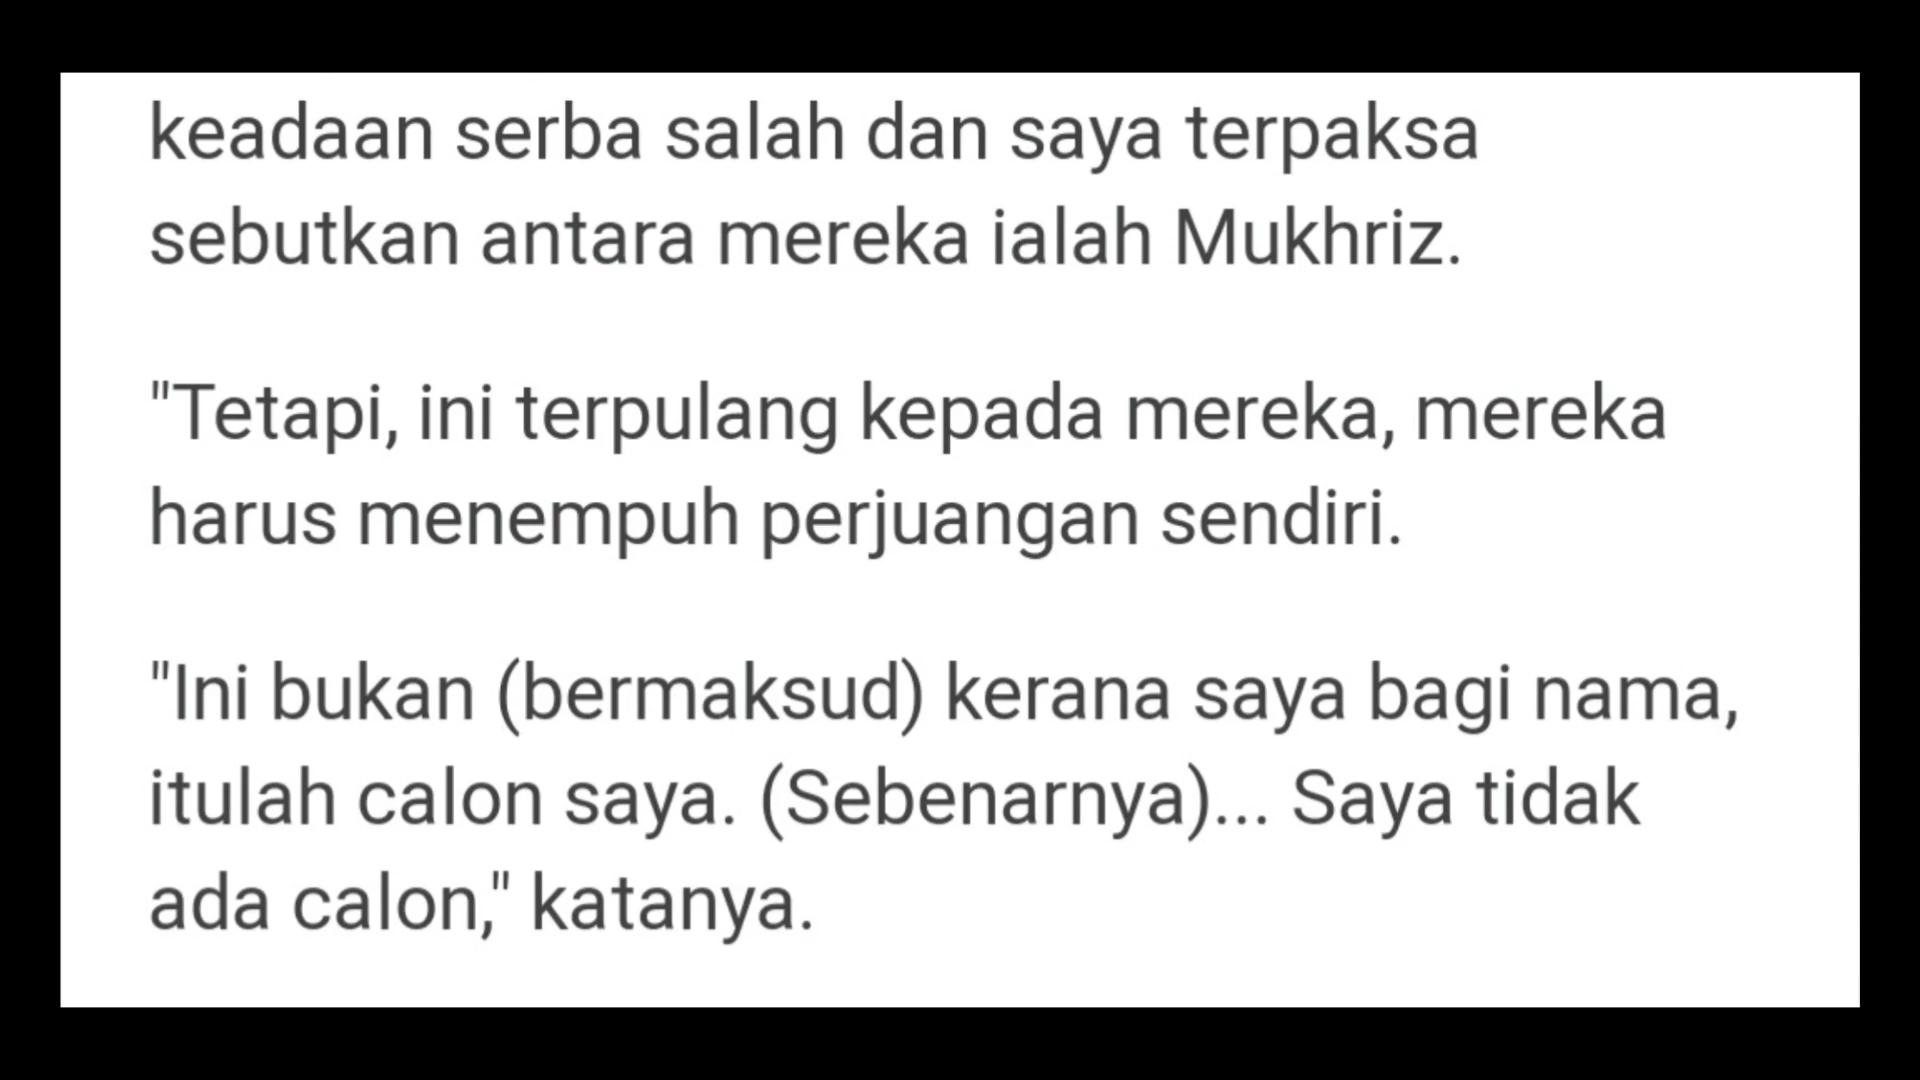 keadaan serba salah dan saya terpaksa
sebutkan antara mereka ialah Mukhriz.
"Tetapi, ini terpulang kepada mereka, mereka
harus menempuh perjuangan sendiri.
"Ini bukan (bermaksud) kerana saya bagi nama,
itulah calon saya. (Sebenarnya)... Saya tidak
ada calon," katanya.